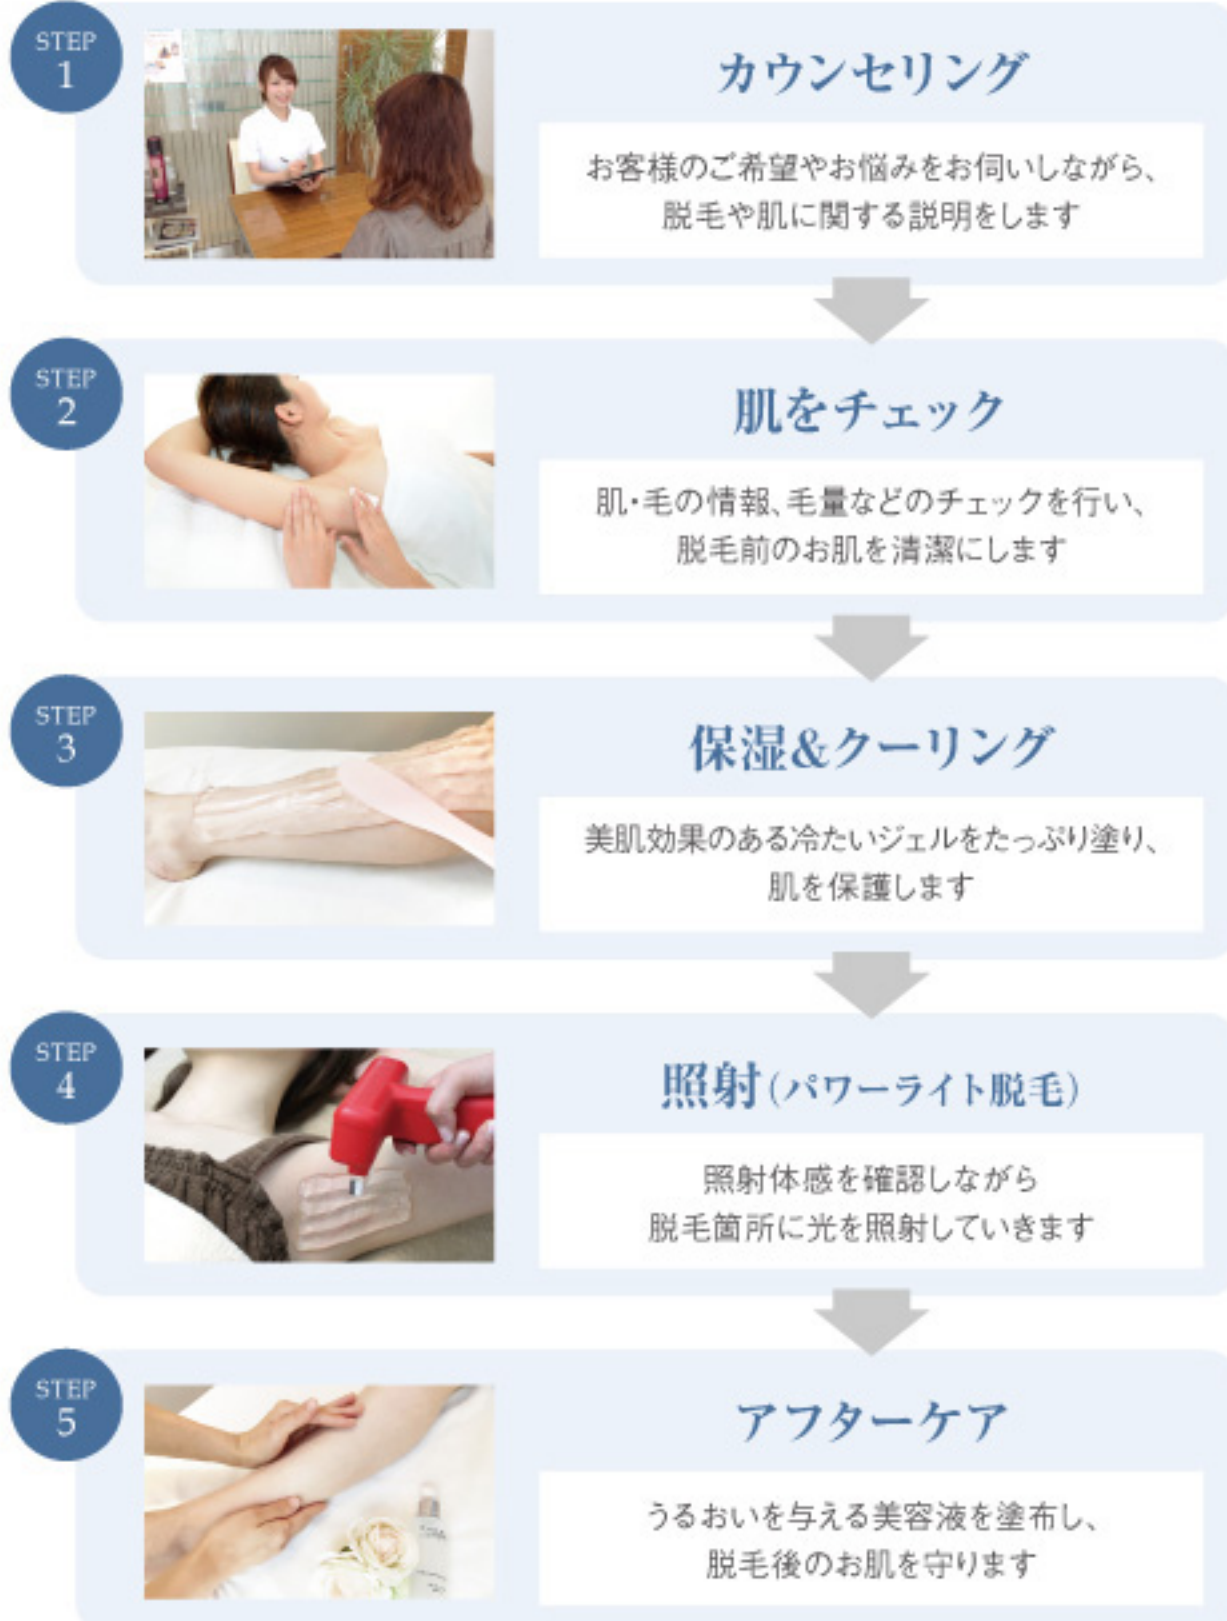 STEP
1
カウンセリング
お客様のご希望やお悩みをお伺いしながら、
脱毛や肌に関する説明をします
STEP
2
肌をチェック
肌・毛の情報、毛量などのチェックを行い、
脱毛前のお肌を清潔にします
STEP
3
保湿&クーリング
美肌効果のある冷たいジェルをたっぷり塗り、
肌を保護します
STEP
4
照射(パワーライト脱毛)
照射体感を確認しながら
脱毛箇所に光を照射していきます
STEP
5
アフターケア
うるおいを与える美容液を塗布し、
脱毛後のお肌を守ります